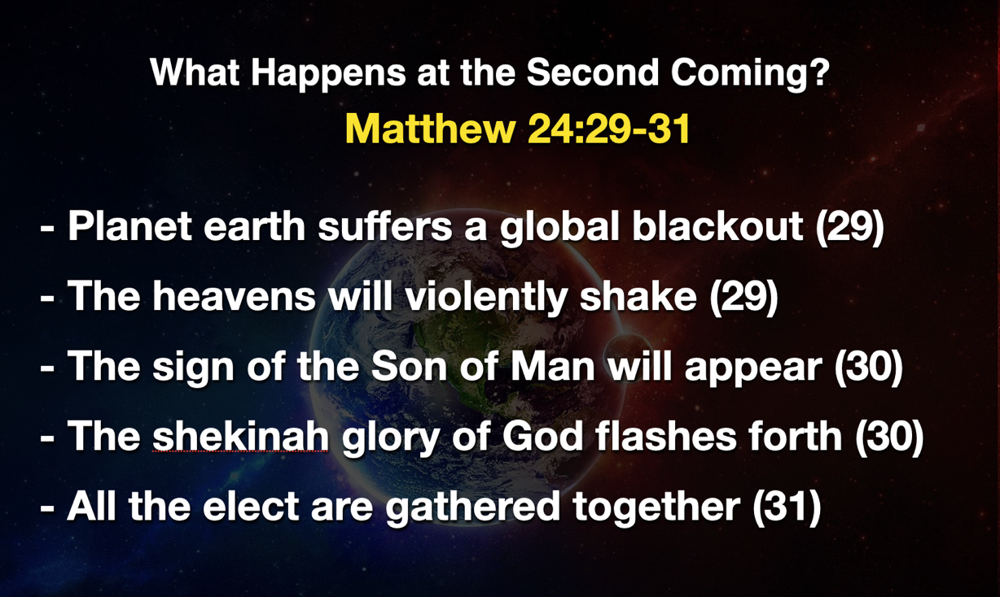 What Happens at the Second Coming?
Matthew 24:29-31
- Planet earth suffers a global blackout (29)
- The heavens will violently shake (29)
- The sign of the Son of Man will appear (30)
- The shekinah glory of God flashes forth (30)
- All the elect are gathered together (31)